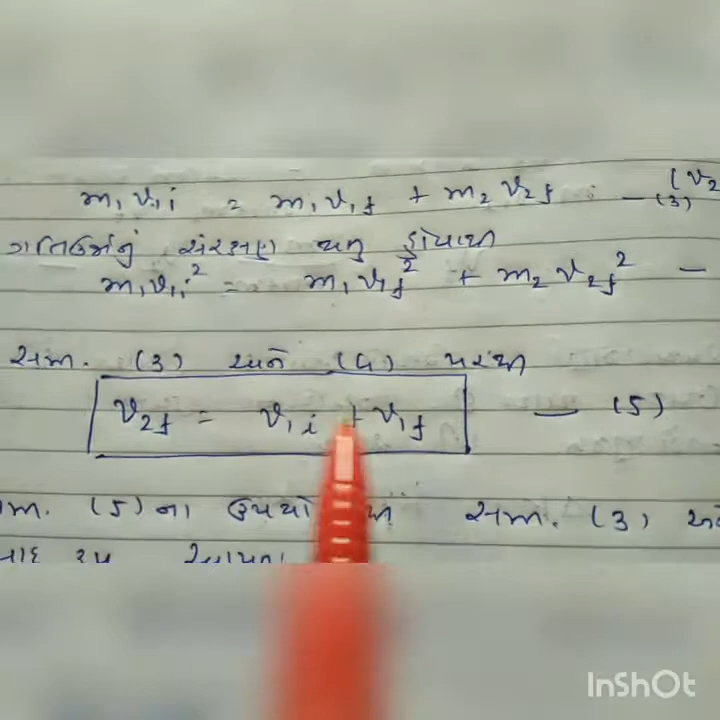 m₁v₁i = m₁v₁f + m₂v₂f ; — (3) (v₂
ગતિઊર્જાનું સંરક્ષણ થતુ હોવાથી
m₁v₁i² = m₁v₁f² + m₂v₂f² —
સમી. (3) અને (4) પરથી
v₂f = v₁i + v₁f — (5)
(5) ના ઉપયો સમી. (3)
InShOt